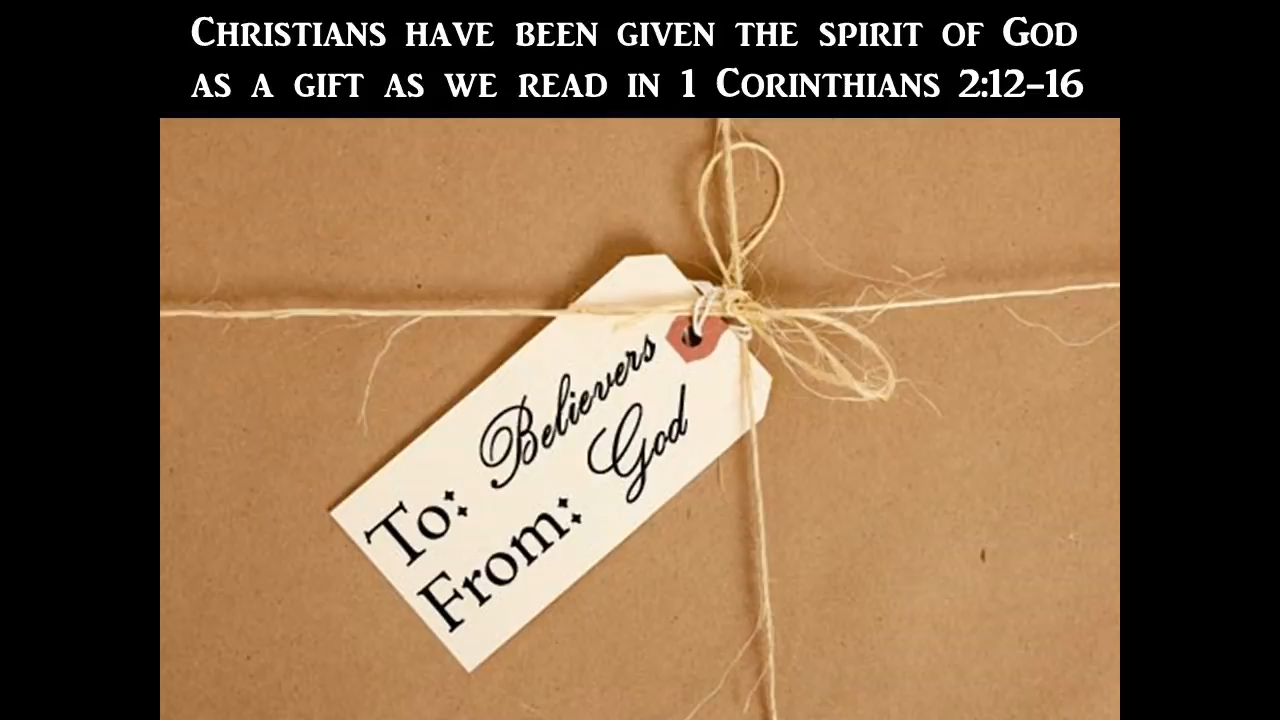 Christians have been given the spirit of God
as a gift as we read in 1 Corinthians 2:12-16
To: Believers
From: God